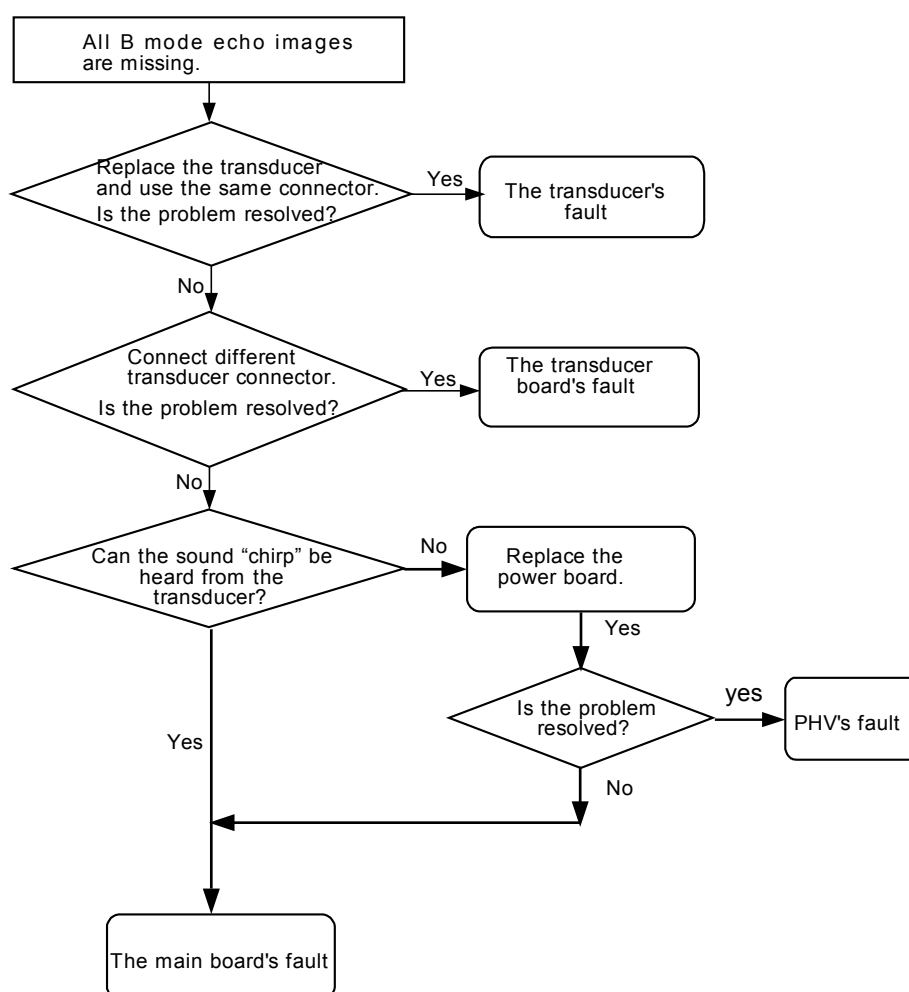 All B mode echo images
are missing.
Replace the transducer
and use the same connector.
Is the problem resolved?
Yes
The transducer's
fault
No
Connect different
transducer connector.
Is the problem resolved?
Yes
The transducer
board's fault
No
Can the sound “chirp” be
heard from the
transducer?
No
Replace the
power board.
Yes
Is the problem
resolved?
yes
PHV's fault
Yes
No
The main board's fault